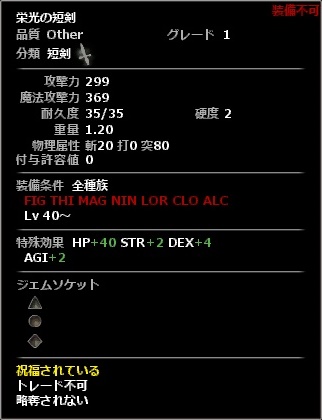 装備不可
栄光の短剣
品質 Other グレード 1
分類 短剣
攻撃力 299
魔法攻撃力 369
耐久度 35/35 硬度 2
重量 1.20
物理属性 斬20 打0 突80
付与許容値 0
装備条件 全種族
FIG THI MAG NIN LOR CLO ALC
Lv 40～
特殊効果 HP+40 STR+2 DEX+4
AGI+2
ジェムソケット
祝福されている
トレード不可
略奪されない